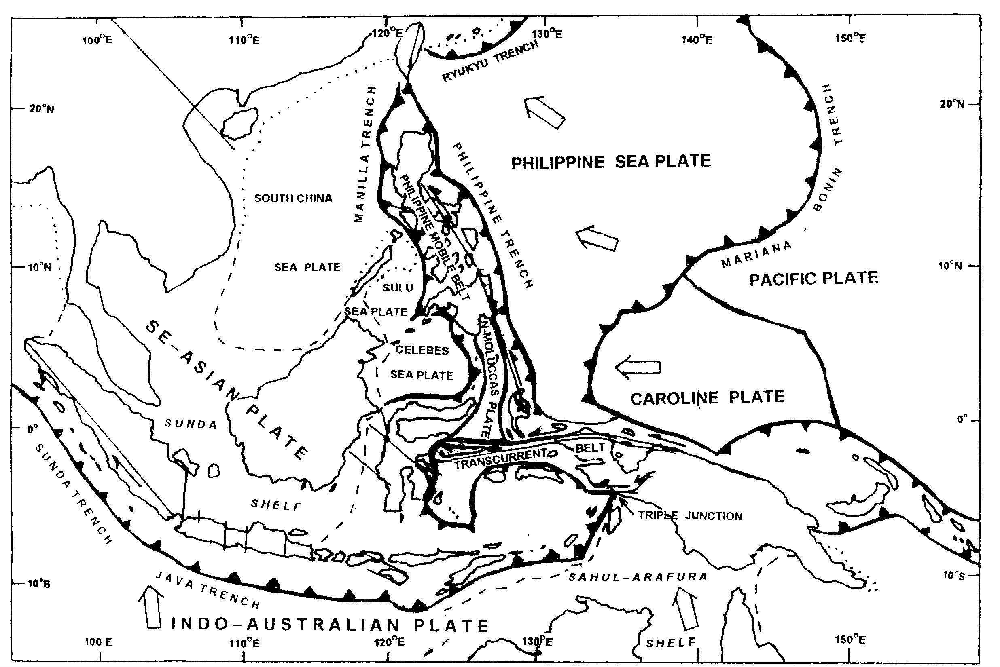 100°E
110°E
120°E
130°E
140°E
150°E
RYUKYU TRENCH
20°N
20°N
MANILLA TRENCH
PHILIPPINE TRENCH
BONIN TRENCH
PHILIPPINE SEA PLATE
SOUTH CHINA
SEA PLATE
PHILIPPINE MOBILE BELT
MARIANA
10°N
10°N
PACIFIC PLATE
SULU
SEA PLATE
SE-ASIAN PLATE
CELEBES
SEA PLATE
N-MOLUCCAS PLATE
CAROLINE PLATE
SUNDA
0°
0°
TRANSCURRENT BELT
SUNDA TRENCH
SHELF
TRIPLE JUNCTION
JAVA TRENCH
SAHUL-ARAFURA
10°S
10°S
INDO-AUSTRALIAN PLATE
SHELF
100 E
110°E
120°E
130°E
150°E